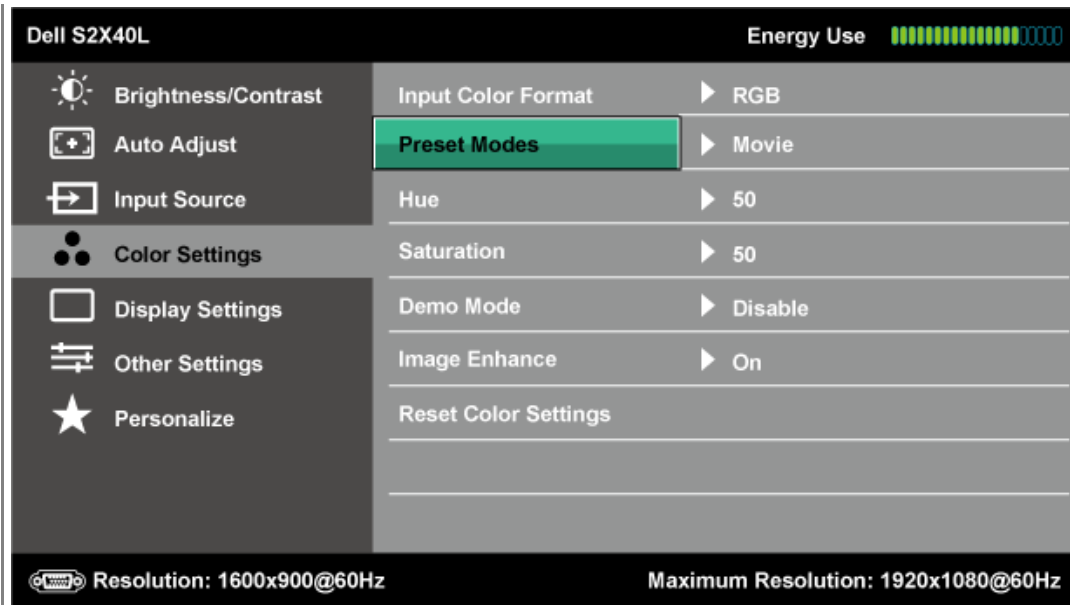 Dell S2X40L
Energy Use
Brightness/Contrast
Auto Adjust
Input Source
Color Settings
Display Settings
Other Settings
Personalize
Input Color Format RGB
Preset Modes Movie
Hue 50
Saturation 50
Demo Mode Disable
Image Enhance On
Reset Color Settings
Resolution: 1600x900@60Hz
Maximum Resolution: 1920x1080@60Hz